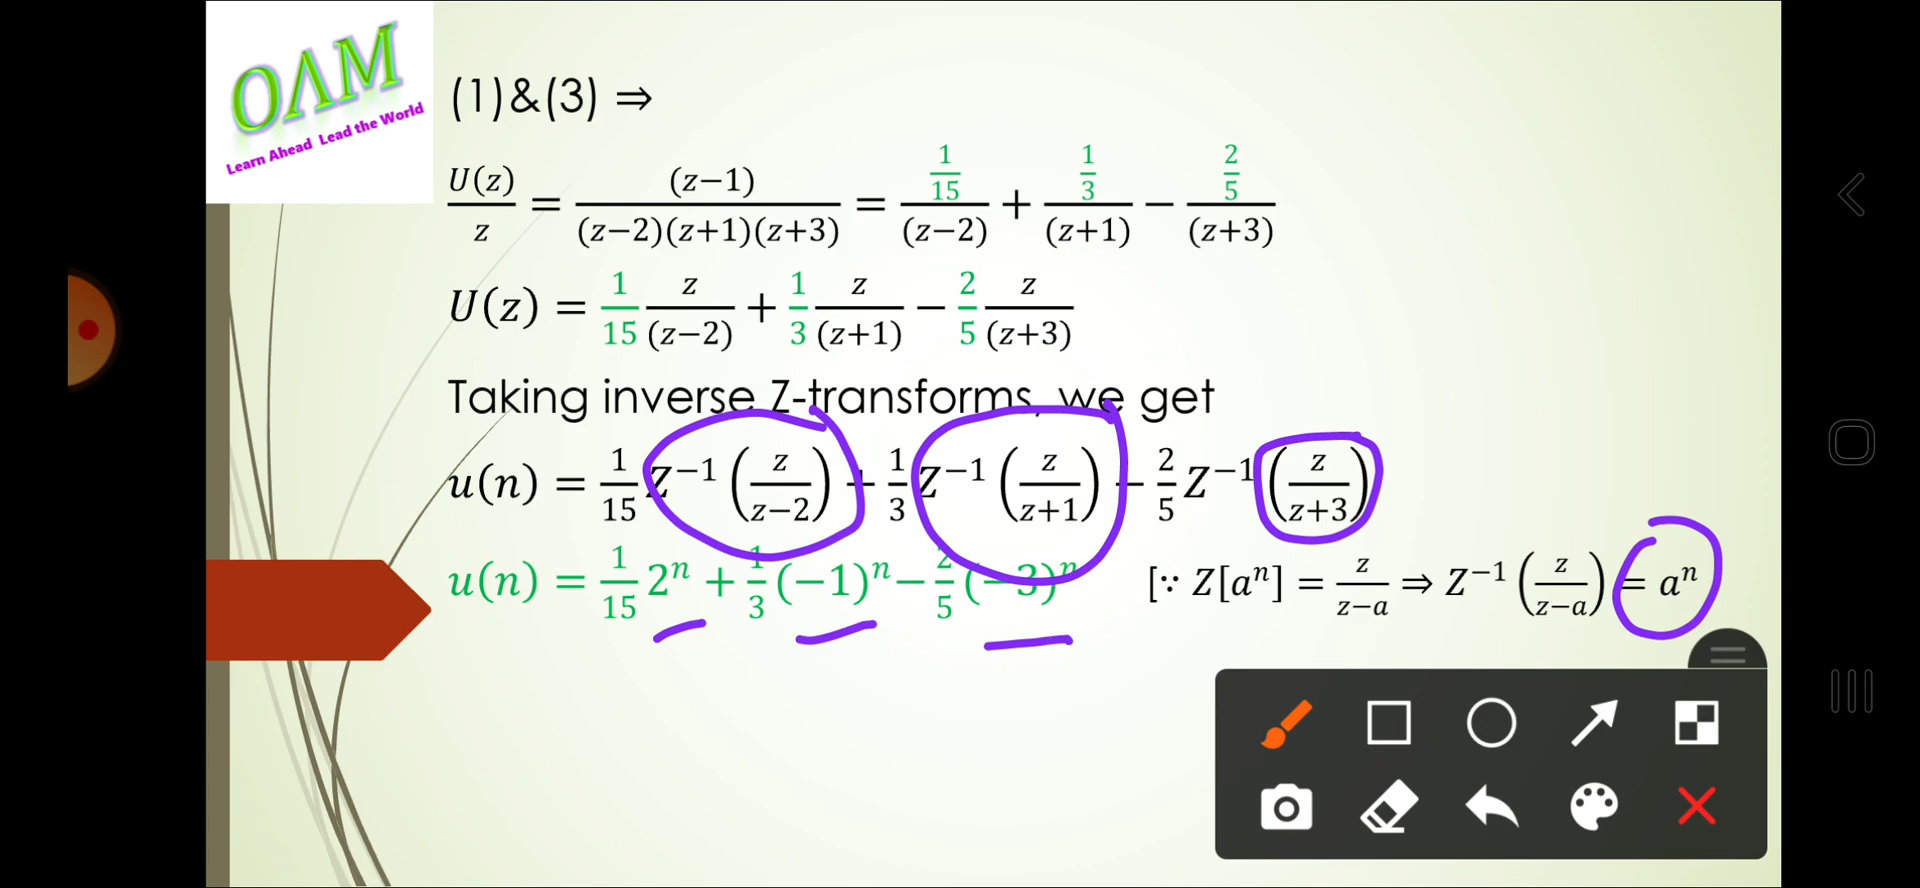 OΛM
Learn Ahead Lead the World
(1)&(3) ⇒
U(z)/z = (z−1)/((z−2)(z+1)(z+3)) = (1/15)/(z−2) + (1/3)/(z+1) − (2/5)/(z+3)
U(z) = 1/15 z/(z−2) + 1/3 z/(z+1) − 2/5 z/(z+3)
Taking inverse Z-transforms, we get
u(n) = 1/15 Z⁻¹(z/(z−2)) + 1/3 Z⁻¹(z/(z+1)) − 2/5 Z⁻¹(z/(z+3))
u(n) = 1/15 2ⁿ + 1/3 (−1)ⁿ − 2/5 (−3)ⁿ [∵ Z[aⁿ] = z/(z−a) ⇒ Z⁻¹(z/(z−a)) = aⁿ